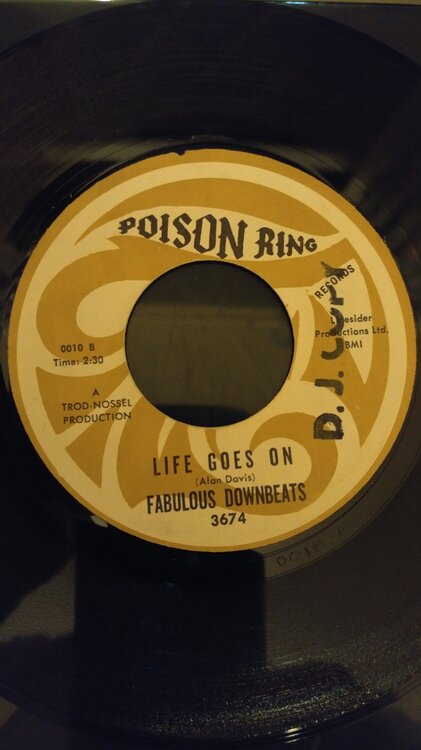 POISON RING
RECORDS
Linesider
Productions Ltd.
BMI
0010 B
Time: 2:30
A
TROD-NOSSEL
PRODUCTION
D.J. COPY
LIFE GOES ON
(Alan Davis)
FABULOUS DOWNBEATS
3674